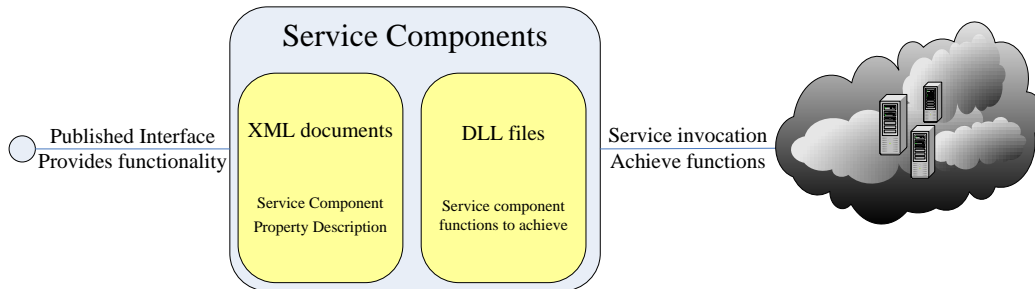 Service Components
Published Interface
Provides functionality
XML documents
Service Component
Property Description
DLL files
Service component
functions to achieve
Service invocation
Achieve functions